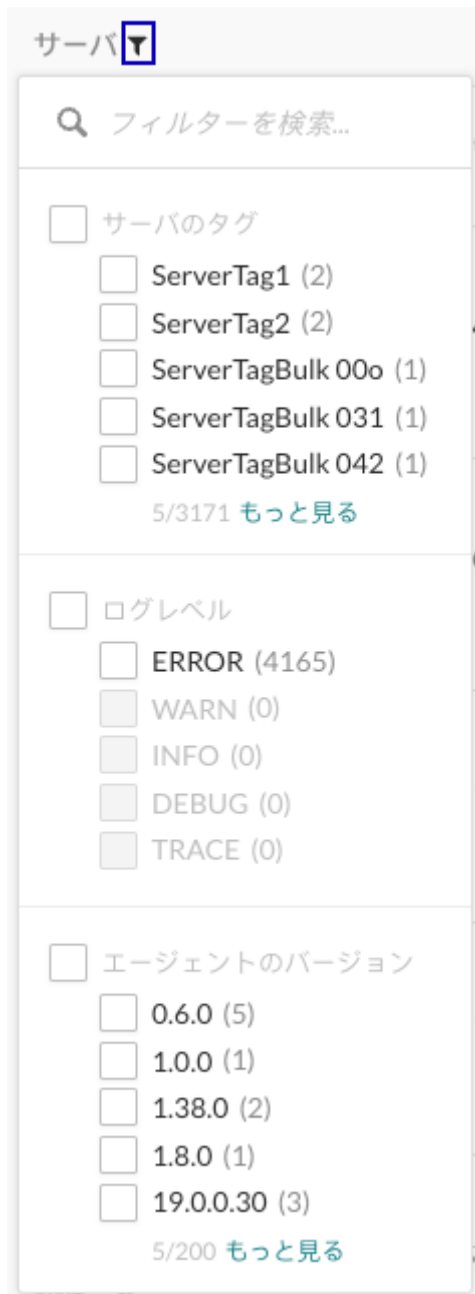 サーバ
フィルターを検索...
サーバのタグ
ServerTag1 (2)
ServerTag2 (2)
ServerTagBulk 00o (1)
ServerTagBulk 031 (1)
ServerTagBulk 042 (1)
5/3171 もっと見る
ログレベル
ERROR (4165)
WARN (0)
INFO (0)
DEBUG (0)
TRACE (0)
エージェントのバージョン
0.6.0 (5)
1.0.0 (1)
1.38.0 (2)
1.8.0 (1)
19.0.0.30 (3)
5/200 もっと見る